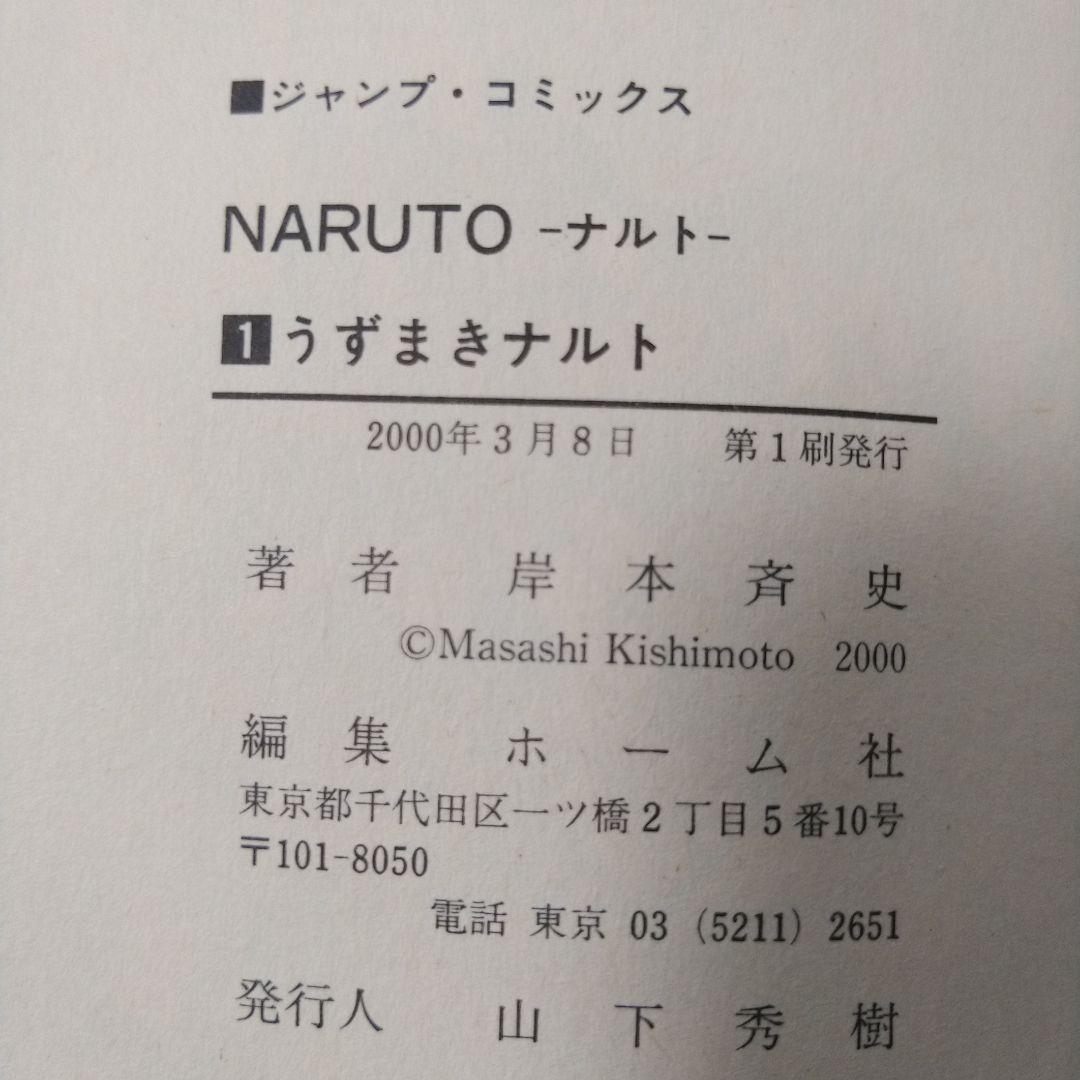 ■ジャンプ・コミックス
NARUTO -ナルト-
1 うずまきナルト
2000年3月8日 第1刷発行
著者 岸本斉史
©Masashi Kishimoto 2000
編集 ホーム社
東京都千代田区一ツ橋2丁目5番10号
〒101-8050
電話 東京 03 (5211) 2651
発行人 山下秀樹